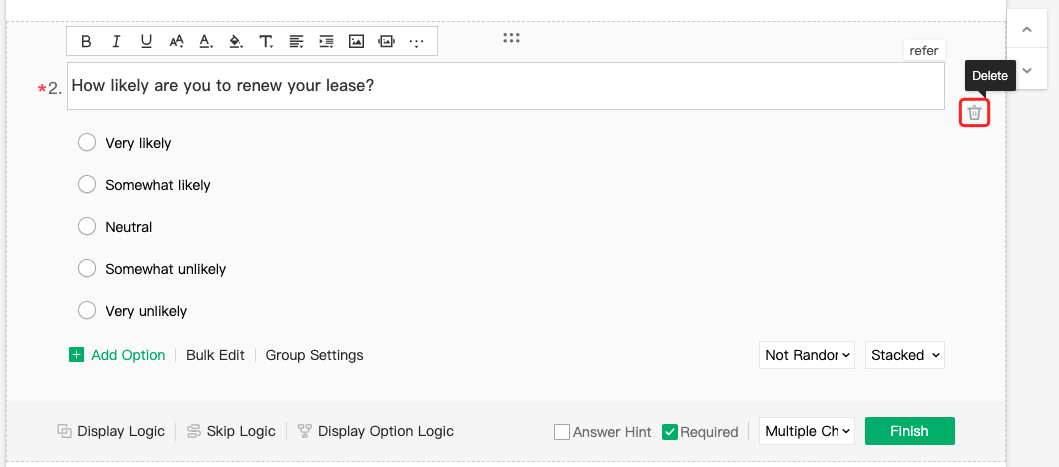 B I U AA A T
refer
Delete
*2. How likely are you to renew your lease?
Very likely
Somewhat likely
Neutral
Somewhat unlikely
Very unlikely
Add Option Bulk Edit Group Settings Not Randor Stacked
Display Logic Skip Logic Display Option Logic Answer Hint Required Multiple Ch Finish